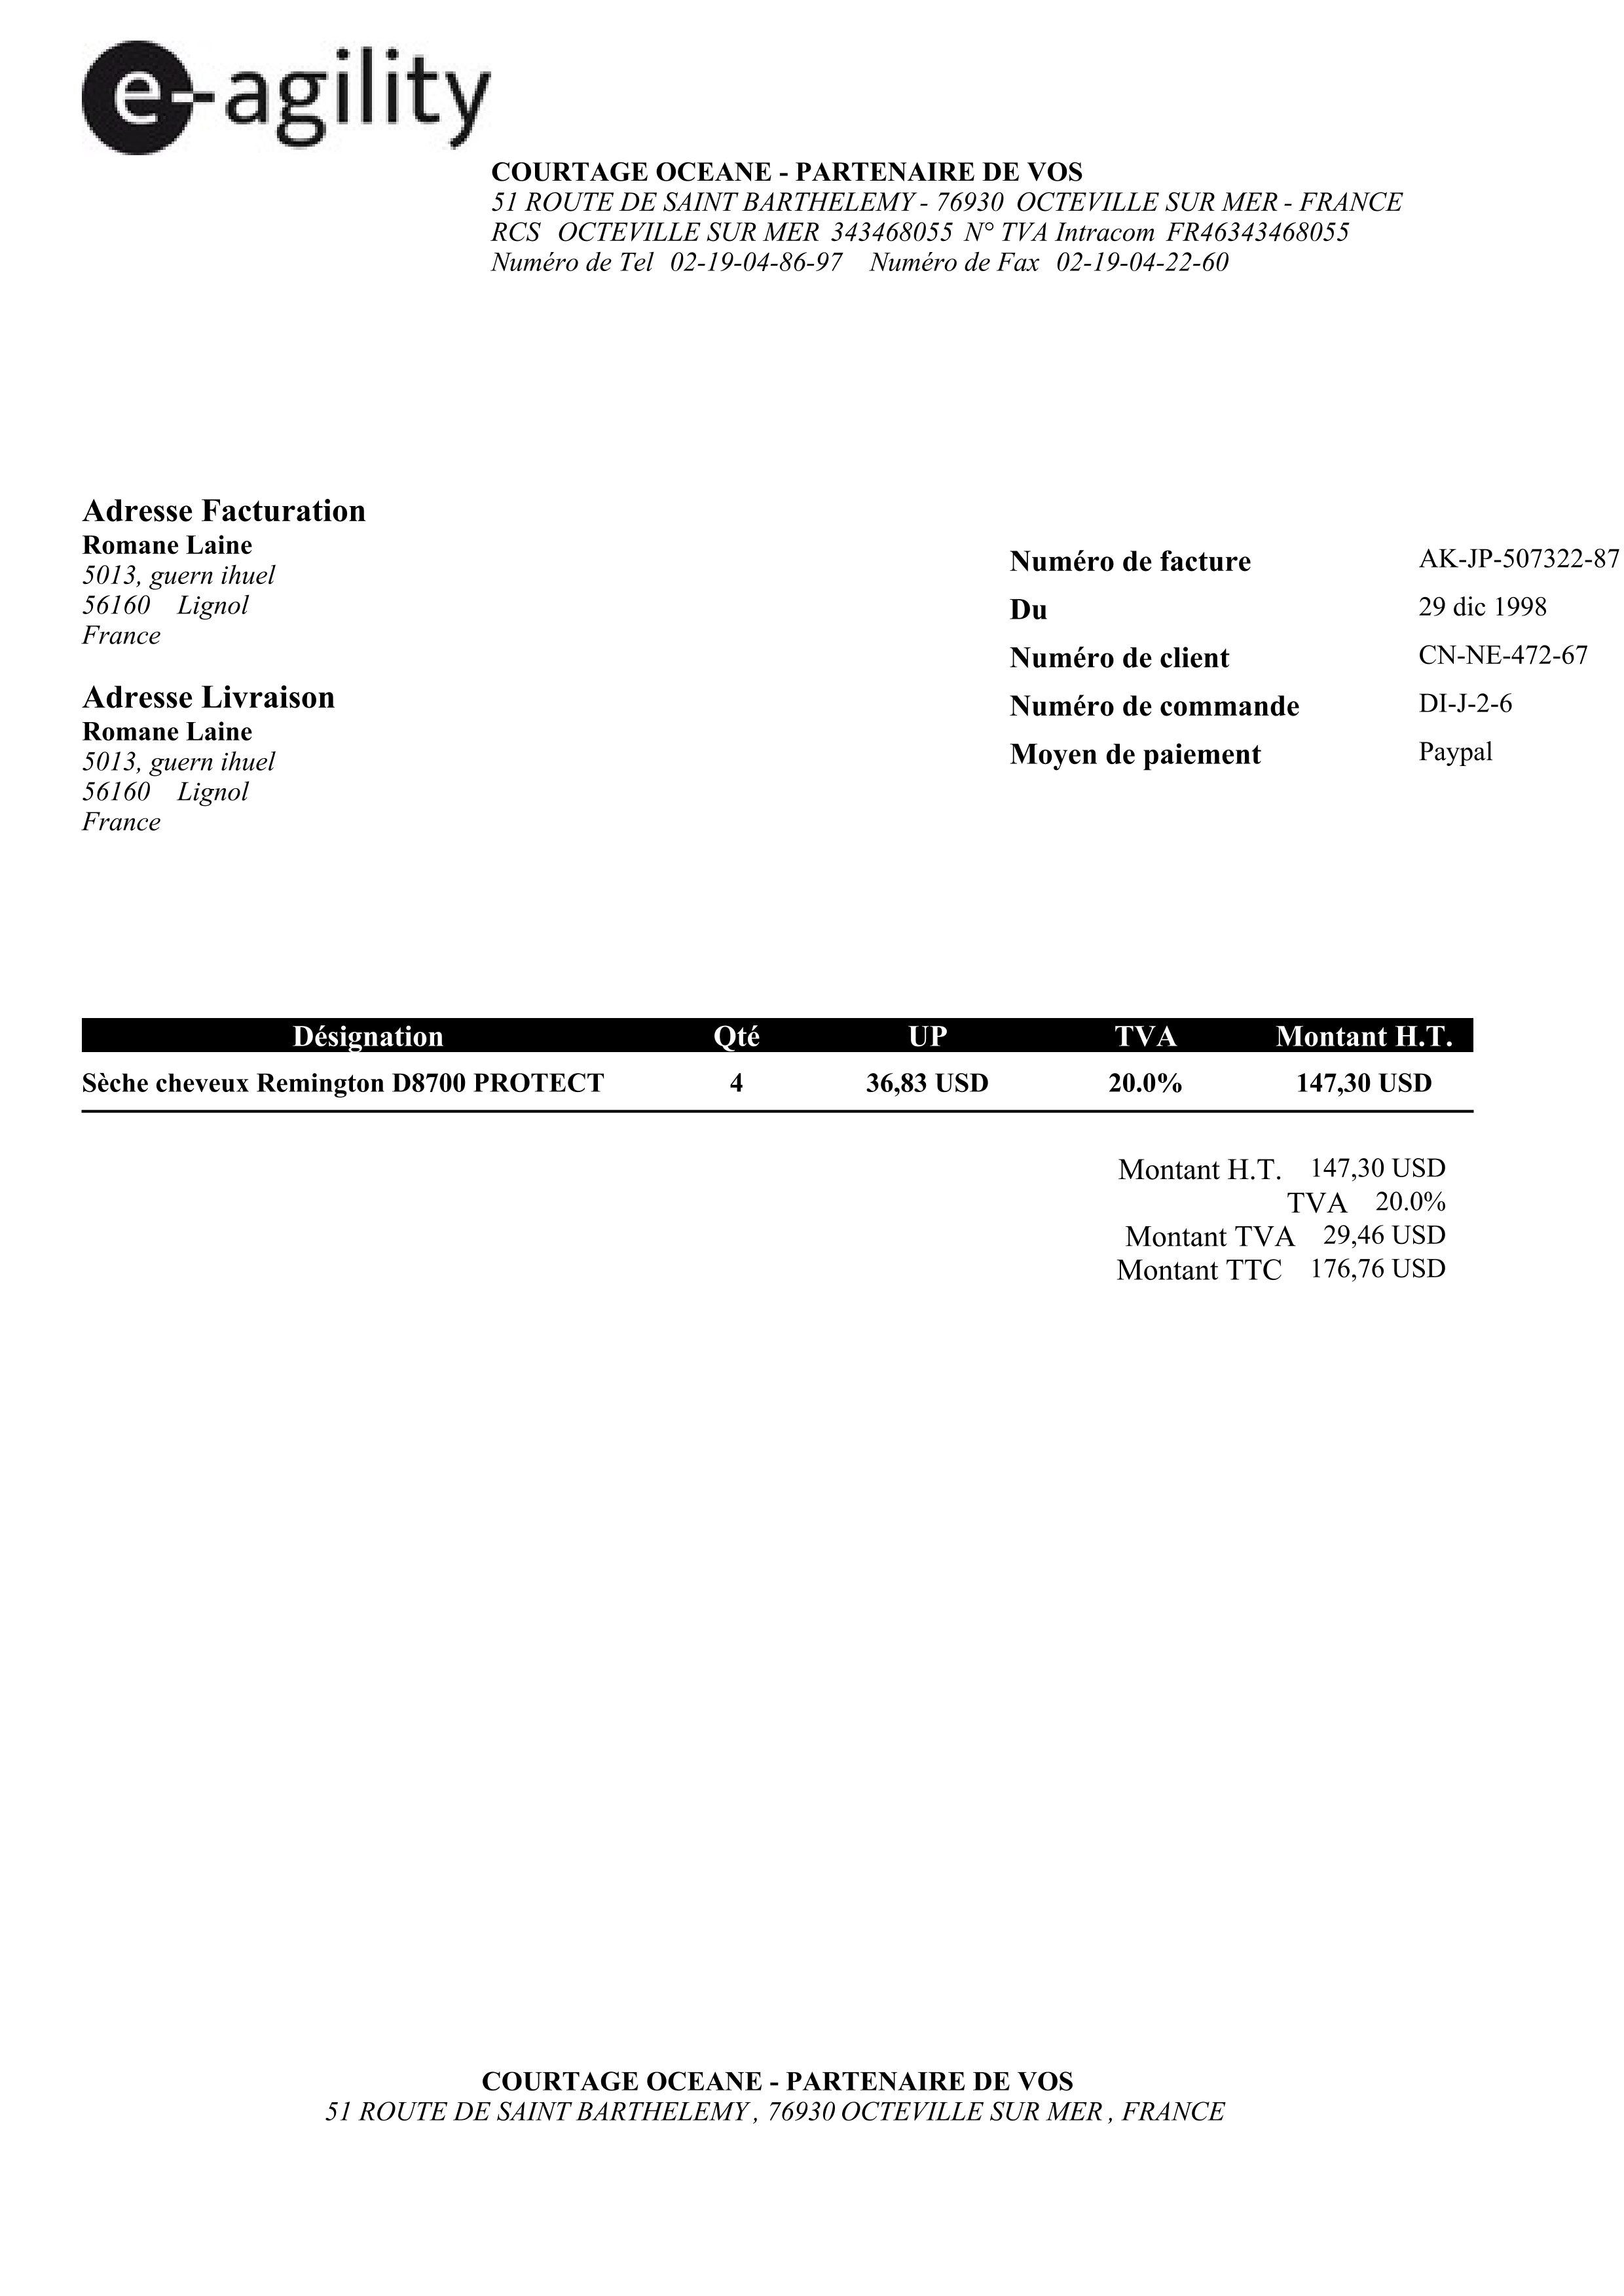 e-agility
COURTAGE OCEANE - PARTENAIRE DE VOS
51 ROUTE DE SAINT BARTHELEMY - 76930 OCTEVILLE SUR MER - FRANCE
RCS OCTEVILLE SUR MER 343468055 N° TVA Intracom FR46343468055
Numéro de Tel 02-19-04-86-97 Numéro de Fax 02-19-04-22-60
Adresse Facturation
Romane Laine
5013, guern ihuel
56160 Lignol
France
Adresse Livraison
Romane Laine
5013, guern ihuel
56160 Lignol
France
Numéro de facture AK-JP-507322-87
Du 29 dic 1998
Numéro de client CN-NE-472-67
Numéro de commande DI-J-2-6
Moyen de paiement Paypal
Désignation Qté UP TVA Montant H.T.
Sèche cheveux Remington D8700 PROTECT 4 36,83 USD 20.0% 147,30 USD
Montant H.T. 147,30 USD
TVA 20.0%
Montant TVA 29,46 USD
Montant TTC 176,76 USD
COURTAGE OCEANE - PARTENAIRE DE VOS
51 ROUTE DE SAINT BARTHELEMY , 76930 OCTEVILLE SUR MER , FRANCE